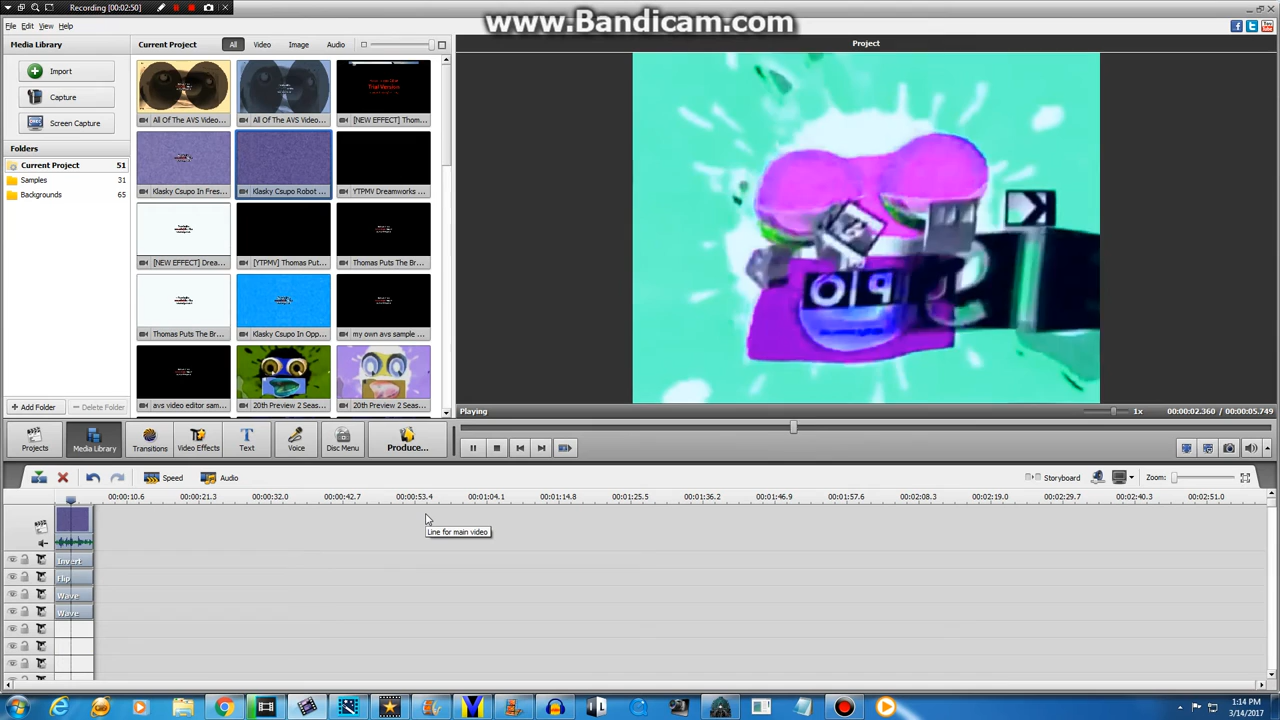 www.Bandicam.com
Recording [00:02:50]
File Edit View Help
Media Library
Current Project All Video Image Audio
Project
Import
Capture
Screen Capture
Folders
Current Project 51
Samples 4
Backgrounds 65
All Of The AVS Video... All Of The AVS Video... [NEW EFFECT] Thom...
Trial Version
Klasky Csupo In Fres... Klasky Csupo Robot ... YTPMV Dreamworks ...
[NEW EFFECT] Drea... [YTPMV] Thomas Put... Thomas Puts The Br...
Thomas Puts The Br... Klasky Csupo In Opp... my own avs sample ...
avs video editor sam... 20th Preview 2 Seas... 20th Preview 2 Seas...
Add Folder Delete Folder
Playing 1x 00:00:02.360 / 00:00:05.749
Projects Media Library Transitions Video Effects Text Voice Disc Menu Produce...
Speed Audio Storyboard Zoom:
00:00:10.6 00:00:21.3 00:00:32.0 00:00:42.7 00:00:53.4 00:01:04.1 00:01:14.8 00:01:25.5 00:01:36.2 00:01:46.9 00:01:57.6 00:02:08.3 00:02:19.0 00:02:29.7 00:02:40.3 00:02:51.0
Line for main video
Invert
Flip
Wave
Wave
1:14 PM
3/14/2017